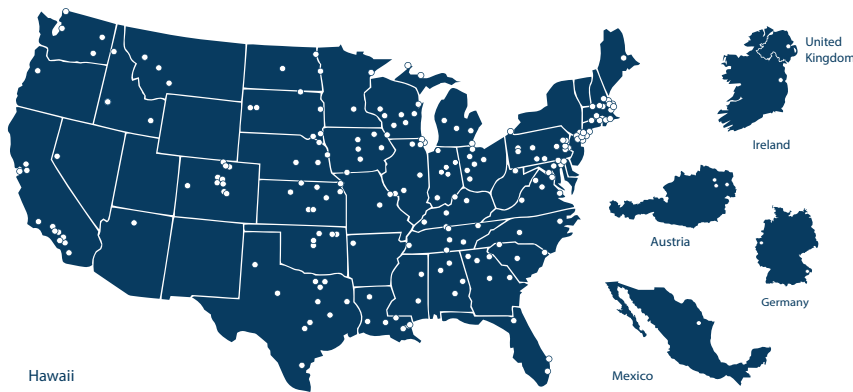 United
Kingdom
Ireland
Austria
Germany
Mexico
Hawaii